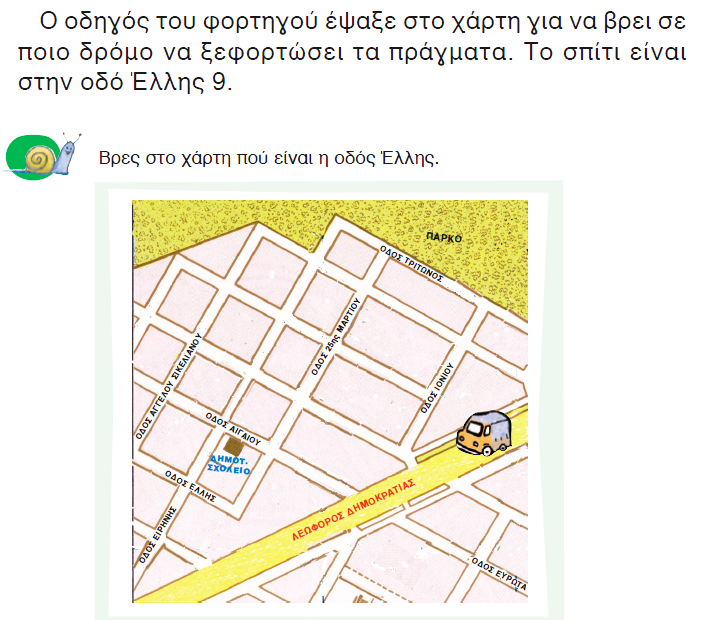 Ο οδηγός του φορτηγού έψαξε στο χάρτη για να βρει σε
ποιο δρόμο να ξεφορτώσει τα πράγματα. Το σπίτι είναι
στην οδό Έλλης 9.
Βρες στο χάρτη πού είναι η οδός Έλλης.
ΠΑΡΚΟ
ΟΔΟΣ ΤΡΙΤΩΝΟΣ
ΟΔΟΣ 25ης ΜΑΡΤΙΟΥ
ΟΔΟΣ ΑΓΓΕΛΟΥ ΣΙΚΕΛΙΑΝΟΥ
ΟΔΟΣ ΙΟΝΙΟΥ
ΟΔΟΣ ΑΙΓΑΙΟΥ
ΔΗΜΟΤ.
ΣΧΟΛΕΙΟ
ΟΔΟΣ ΕΛΛΗΣ
ΛΕΩΦΟΡΟΣ ΔΗΜΟΚΡΑΤΙΑΣ
ΟΔΟΣ ΕΙΡΗΝΗΣ
ΟΔΟΣ ΕΥΡΩΤΑ